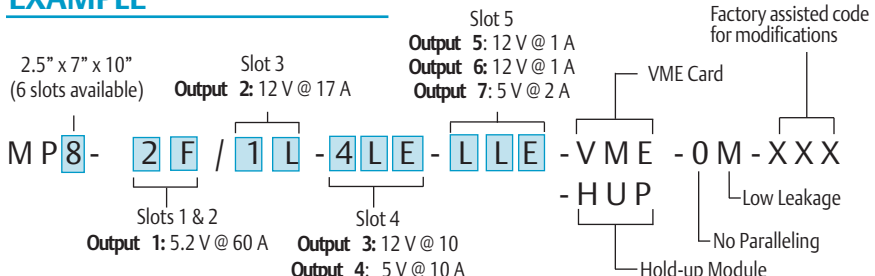 EXAMPLE
Slot 5
Output 5: 12 V @ 1 A
Output 6: 12 V @ 1 A
Output 7: 5 V @ 2 A
Factory assisted code
for modifications
2.5” x 7” x 10”
(6 slots available)
Slot 3
Output 2: 12 V @ 17 A
VME Card
MP8- 2F / 1L -4LE- LLE -VME -0M-XXX
-HUP
Slots 1 & 2
Output 1: 5.2 V @ 60 A
Slot 4
Output 3: 12 V @ 10
Output 4: 5 V @ 10 A
Low Leakage
No Paralleling
Hold-up Module